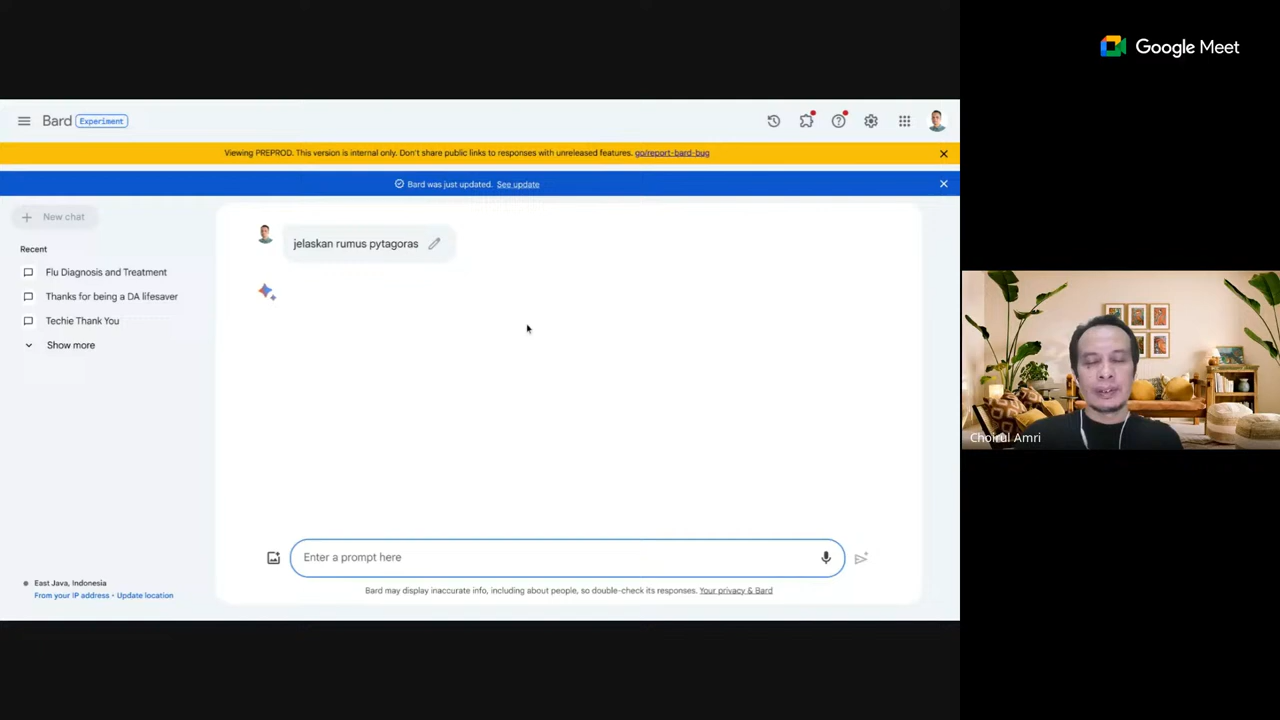 Google Meet
Bard Experiment
Viewing PREPROD. This version is internal only. Don't share public links to responses with unreleased features. go/report-bard-bug
Bard was just updated. See update
New chat
Recent
Flu Diagnosis and Treatment
Thanks for being a DA lifesaver
Techie Thank You
Show more
jelaskan rumus pytagoras
Enter a prompt here
Bard may display inaccurate info, including about people, so double-check its responses. Your privacy & Bard
East Java, Indonesia
From your IP address • Update location
Choirul Amri